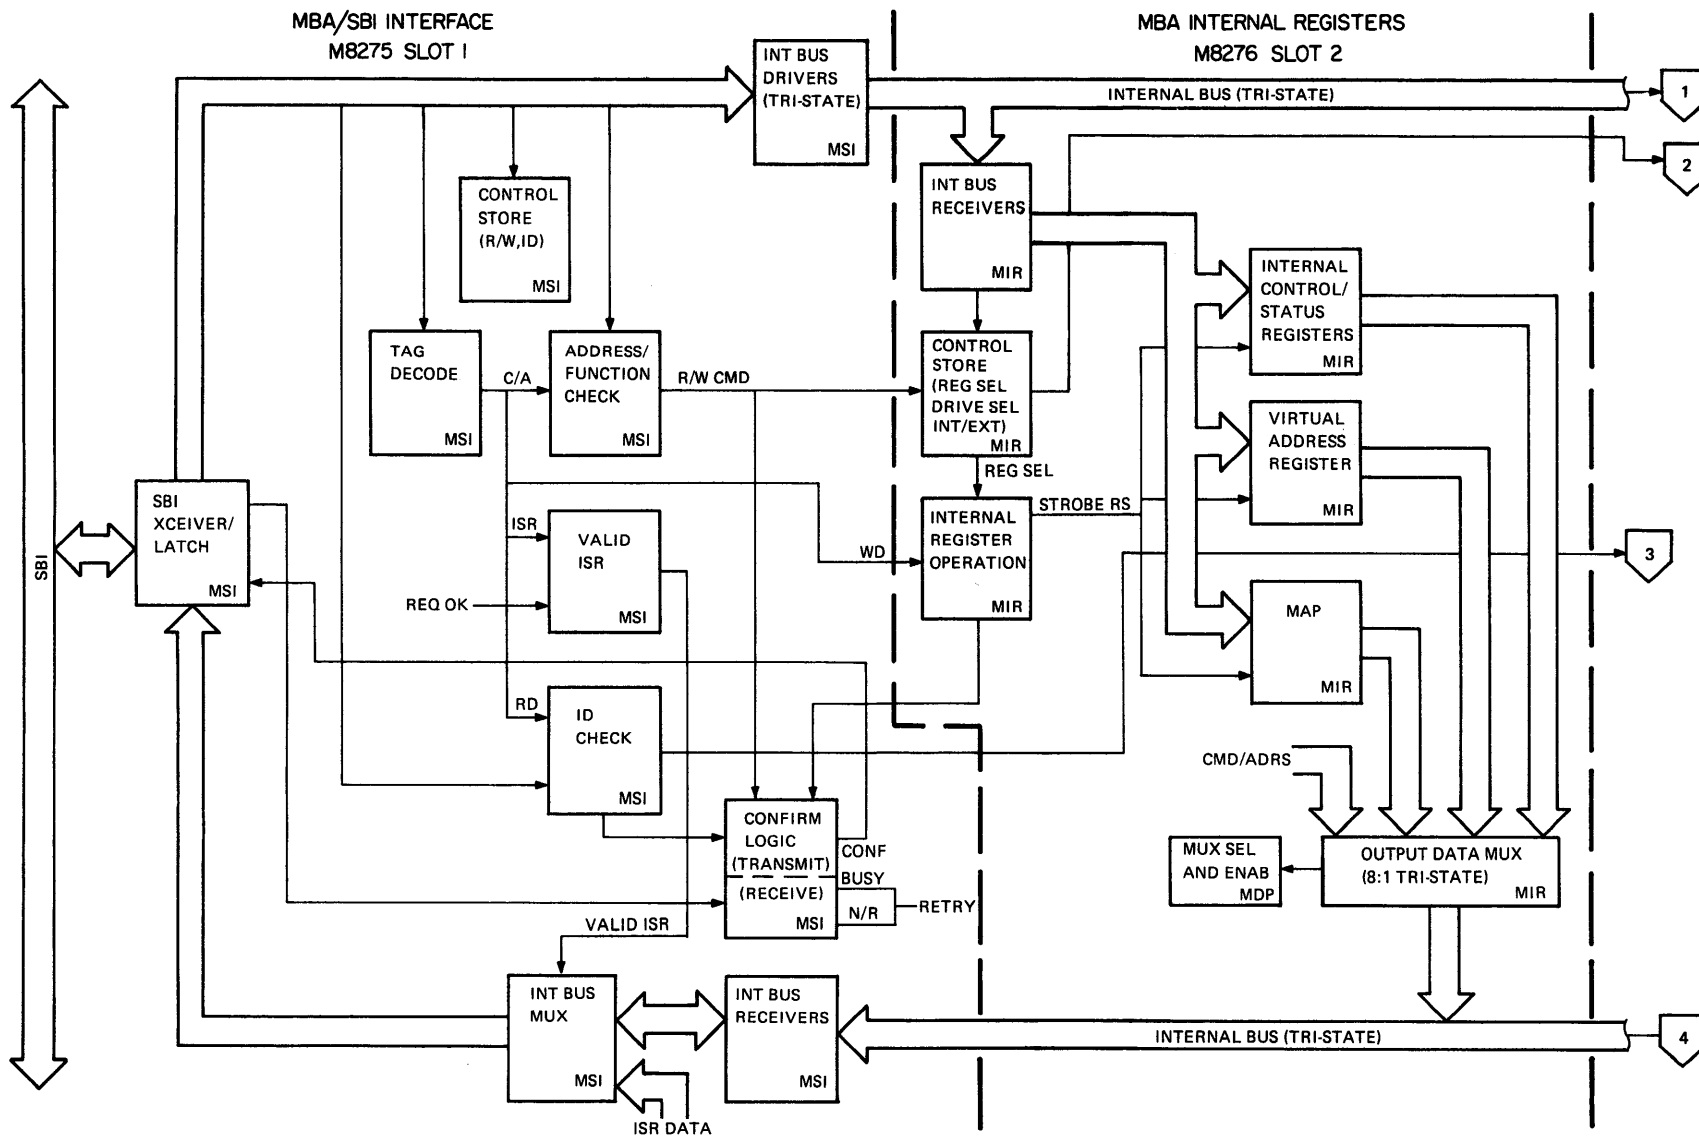 MBA/SBI INTERFACE
M8275 SLOT 1
MBA INTERNAL REGISTERS
M8276 SLOT 2
INT BUS
DRIVERS
(TRI-STATE)
MSI
INTERNAL BUS (TRI-STATE)
1
2
CONTROL
STORE
(R/W,ID)
MSI
INT BUS
RECEIVERS
MIR
INTERNAL
CONTROL/
STATUS
REGISTERS
MIR
TAG
DECODE
MSI
C/A
ADDRESS/
FUNCTION
CHECK
MSI
R/W CMD
CONTROL
STORE
(REG SEL
DRIVE SEL
INT/EXT)
MIR
REG SEL
VIRTUAL
ADDRESS
REGISTER
MIR
SBI
SBI
XCEIVER/
LATCH
MSI
ISR
VALID
ISR
MSI
REQ OK
WD
INTERNAL
REGISTER
OPERATION
MIR
STROBE RS
3
MAP
MIR
RD
ID
CHECK
MSI
CMD/ADRS
CONFIRM
LOGIC
(TRANSMIT)
(RECEIVE)
MSI
CONF
BUSY
N/R
RETRY
MUX SEL
AND ENAB
MDP
OUTPUT DATA MUX
(8:1 TRI-STATE)
MIR
VALID ISR
INT BUS
MUX
MSI
INT BUS
RECEIVERS
MSI
INTERNAL BUS (TRI-STATE)
4
ISR DATA